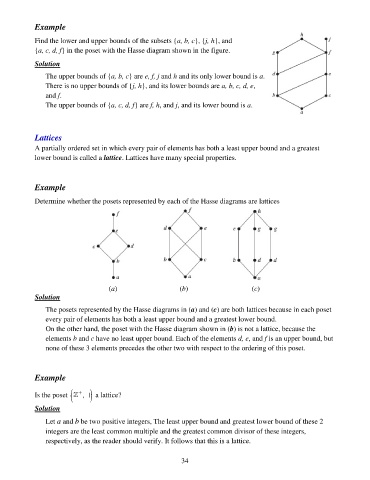 Example
Find the lower and upper bounds of the subsets {a, b, c}, {j, h}, and
{a, c, d, f} in the poset with the Hasse diagram shown in the figure.
Solution
The upper bounds of {a, b, c} are e, f, j and h and its only lower bound is a.
There is no upper bounds of {j, h}, and its lower bounds are a, b, c, d, e,
and f.
The upper bounds of {a, c, d, f} are f, h, and j, and its lower bound is a.
h
j
g
f
d
e
b
c
a
Lattices
A partially ordered set in which every pair of elements has both a least upper bound and a greatest
lower bound is called a lattice. Lattices have many special properties.
Example
Determine whether the posets represented by each of the Hasse diagrams are lattices
f
e
c
d
b
a
(a)
f
d
e
b
c
a
(b)
h
e
g
g
b
d
d
a
(c)
Solution
The posets represented by the Hasse diagrams in (a) and (c) are both lattices because in each poset
every pair of elements has both a least upper bound and a greatest lower bound.
On the other hand, the poset with the Hasse diagram shown in (b) is not a lattice, because the
elements b and c have no least upper bound. Each of the elements d, e, and f is an upper bound, but
none of these 3 elements precedes the other two with respect to the ordering of this poset.
Example
Is the poset (ℤ⁺, |) a lattice?
Solution
Let a and b be two positive integers, The least upper bound and greatest lower bound of these 2
integers are the least common multiple and the greatest common divisor of these integers,
respectively, as the reader should verify. It follows that this is a lattice.
34